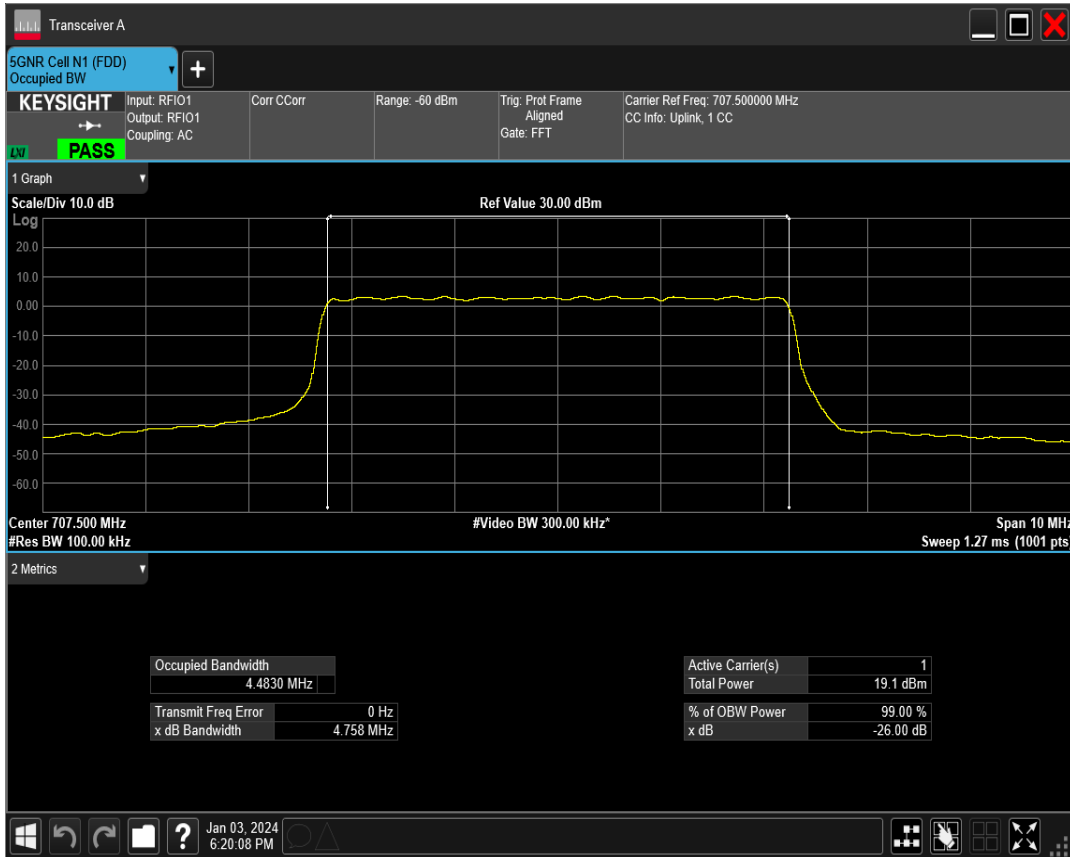 Transceiver A
5GNR Cell N1 (FDD)
Occupied BW
+
KEYSIGHT
LXI
PASS
Input: RFIO1
Output: RFIO1
Coupling: AC
Corr CCorr
Range: -60 dBm
Trig: Prot Frame
Aligned
Gate: FFT
Carrier Ref Freq: 707.500000 MHz
CC Info: Uplink, 1 CC
1 Graph
Scale/Div 10.0 dB
Ref Value 30.00 dBm
Log
20.0
10.0
0.00
-10.0
-20.0
-30.0
-40.0
-50.0
-60.0
Center 707.500 MHz
#Video BW 300.00 kHz*
Span 10 MHz
#Res BW 100.00 kHz
Sweep 1.27 ms (1001 pts)
2 Metrics
Occupied Bandwidth
4.4830 MHz
Transmit Freq Error 0 Hz
x dB Bandwidth 4.758 MHz
Active Carrier(s) 1
Total Power 19.1 dBm
% of OBW Power 99.00 %
x dB -26.00 dB
?
Jan 03, 2024
6:20:08 PM